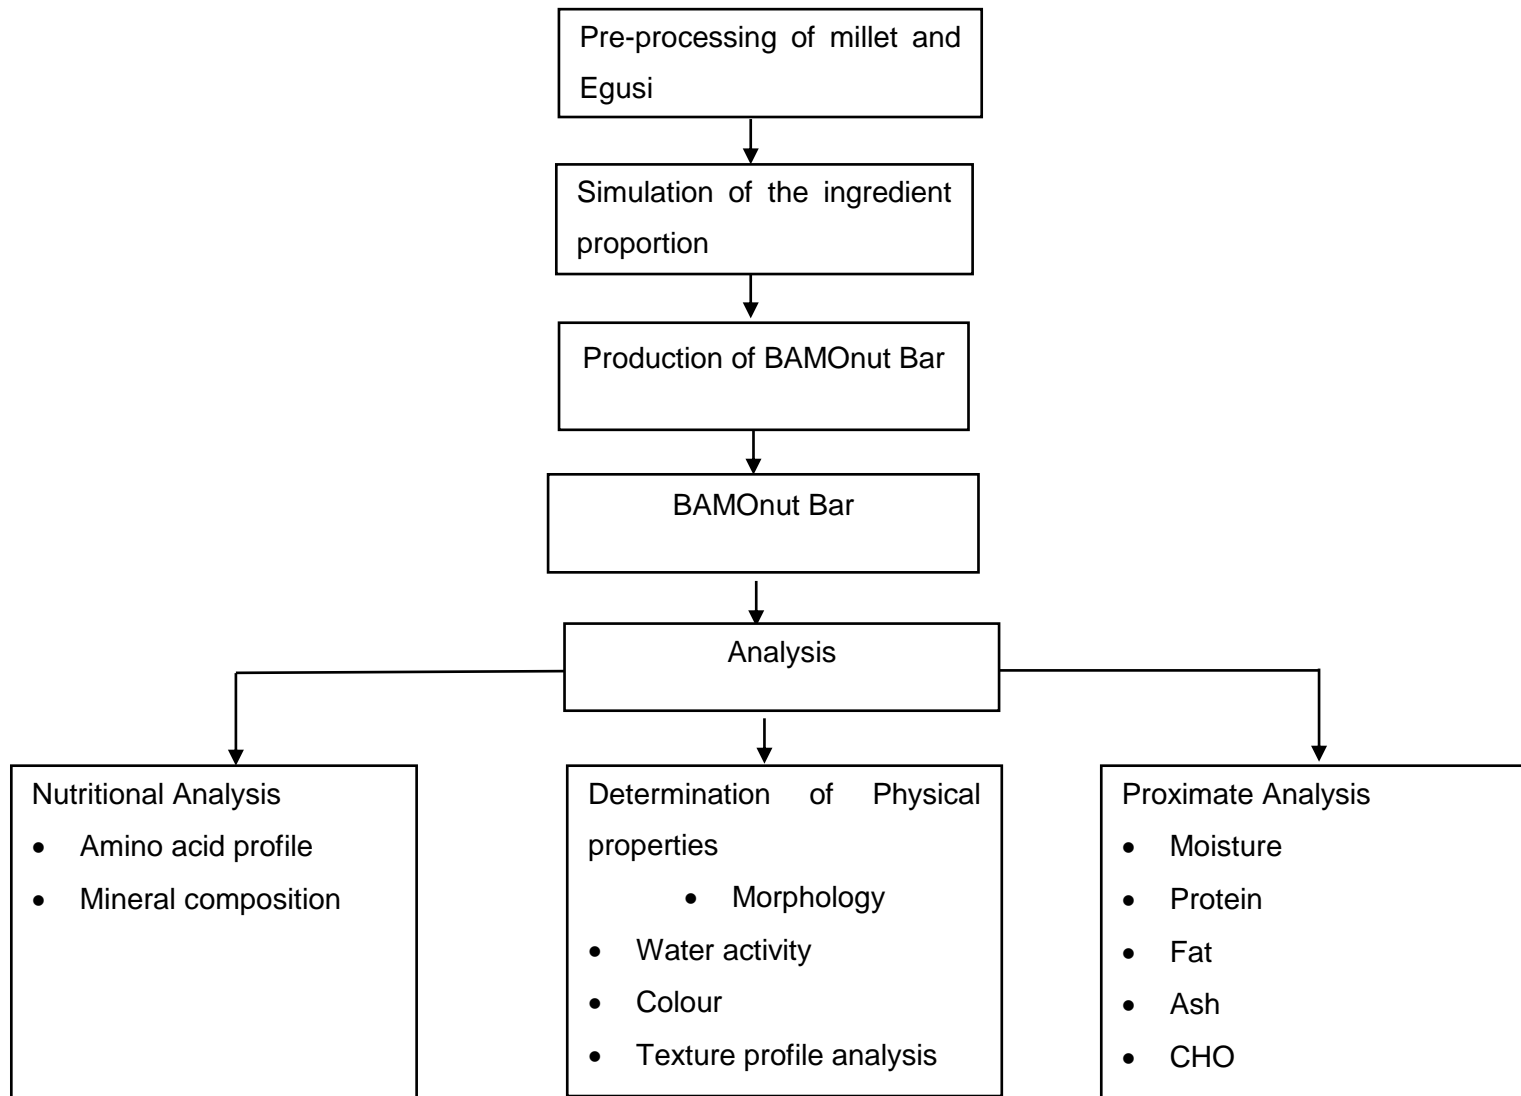 Pre-processing of millet and
Egusi
Simulation of the ingredient
proportion
Production of BAMOnut Bar
BAMOnut Bar
Analysis
Nutritional Analysis
• Amino acid profile
• Mineral composition
Determination of Physical
properties
• Morphology
• Water activity
• Colour
• Texture profile analysis
Proximate Analysis
• Moisture
• Protein
• Fat
• Ash
• CHO